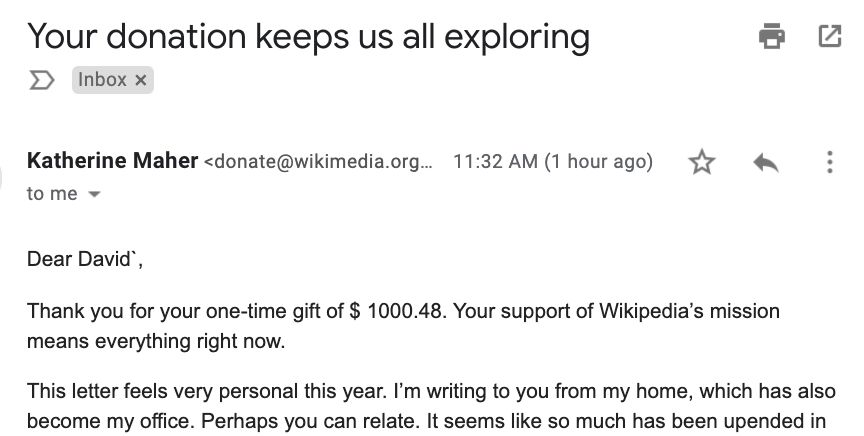 Your donation keeps us all exploring
Inbox ×
Katherine Maher <donate@wikimedia.org... 11:32 AM (1 hour ago)
to me
Dear David`,
Thank you for your one-time gift of $ 1000.48. Your support of Wikipedia’s mission
means everything right now.
This letter feels very personal this year. I’m writing to you from my home, which has also
become my office. Perhaps you can relate. It seems like so much has been upended in